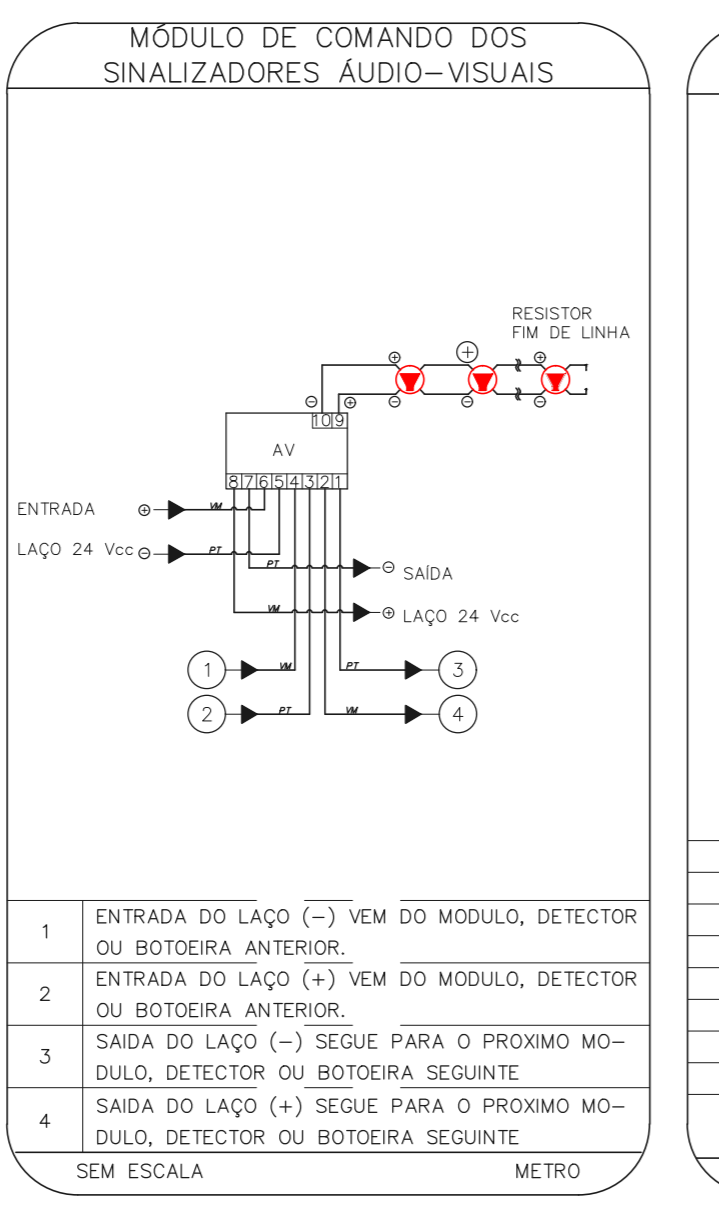 MÓDULO DE COMANDO DOS
SINALIZADORES ÁUDIO-VISUAIS
RESISTOR
FIM DE LINHA
⊕ ⊕ ⊕
⊖ ⊖ ⊖
⊖ ⊕
10 9
AV
8 7 6 5 4 3 2 1
ENTRADA ⊕ VM
LAÇO 24 Vcc ⊖ PT
PT ⊖ SAÍDA
VM ⊕ LAÇO 24 Vcc
1 VM PT 3
2 PT VM 4
1 ENTRADA DO LAÇO (-) VEM DO MODULO, DETECTOR
OU BOTOEIRA ANTERIOR.
2 ENTRADA DO LAÇO (+) VEM DO MODULO, DETECTOR
OU BOTOEIRA ANTERIOR.
3 SAIDA DO LAÇO (-) SEGUE PARA O PROXIMO MO-
DULO, DETECTOR OU BOTOEIRA SEGUINTE
4 SAIDA DO LAÇO (+) SEGUE PARA O PROXIMO MO-
DULO, DETECTOR OU BOTOEIRA SEGUINTE
SEM ESCALA METRO